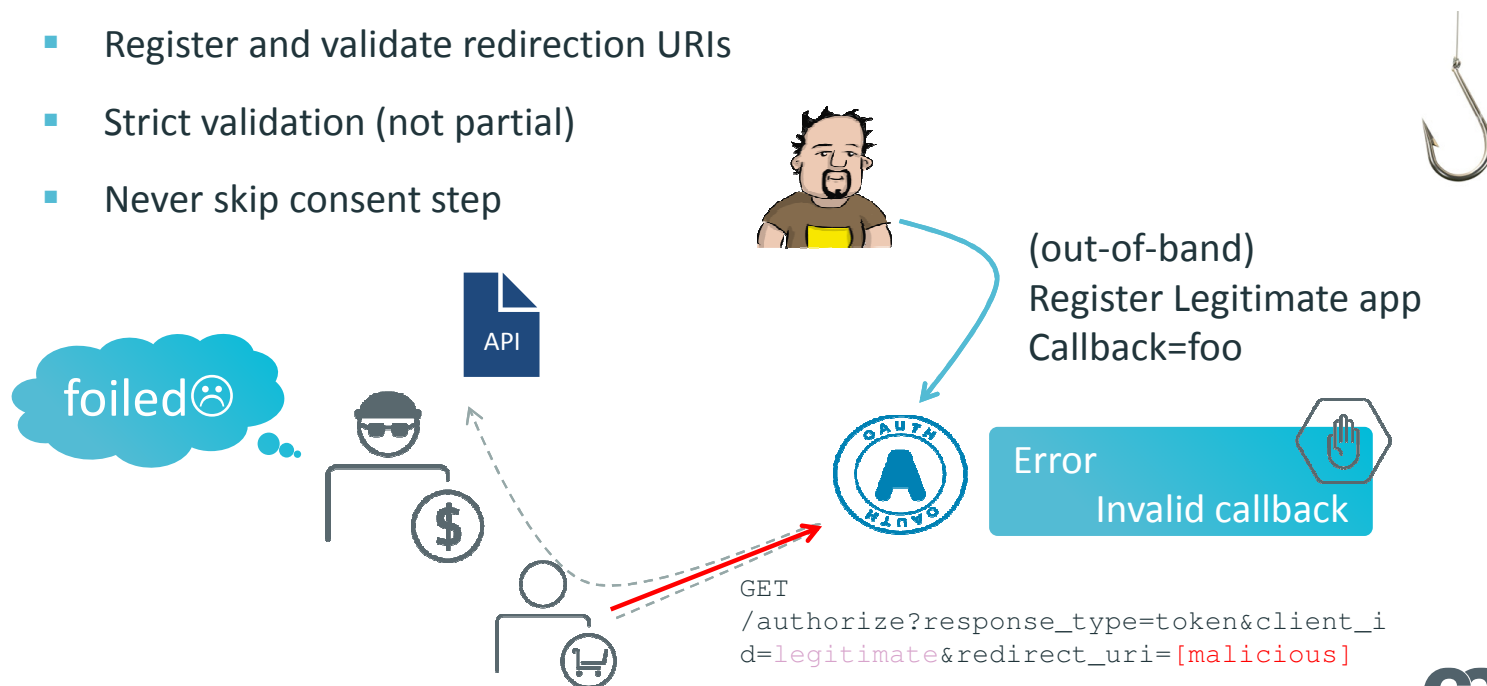 Register and validate redirection URIs
Strict validation (not partial)
Never skip consent step
(out-of-band)
Register Legitimate app
Callback=foo
API
foiled☹
OAUTH
A
OAUTH
$
Error
Invalid callback
GET
/authorize?response_type=token&client_i
d=legitimate&redirect_uri=[malicious]